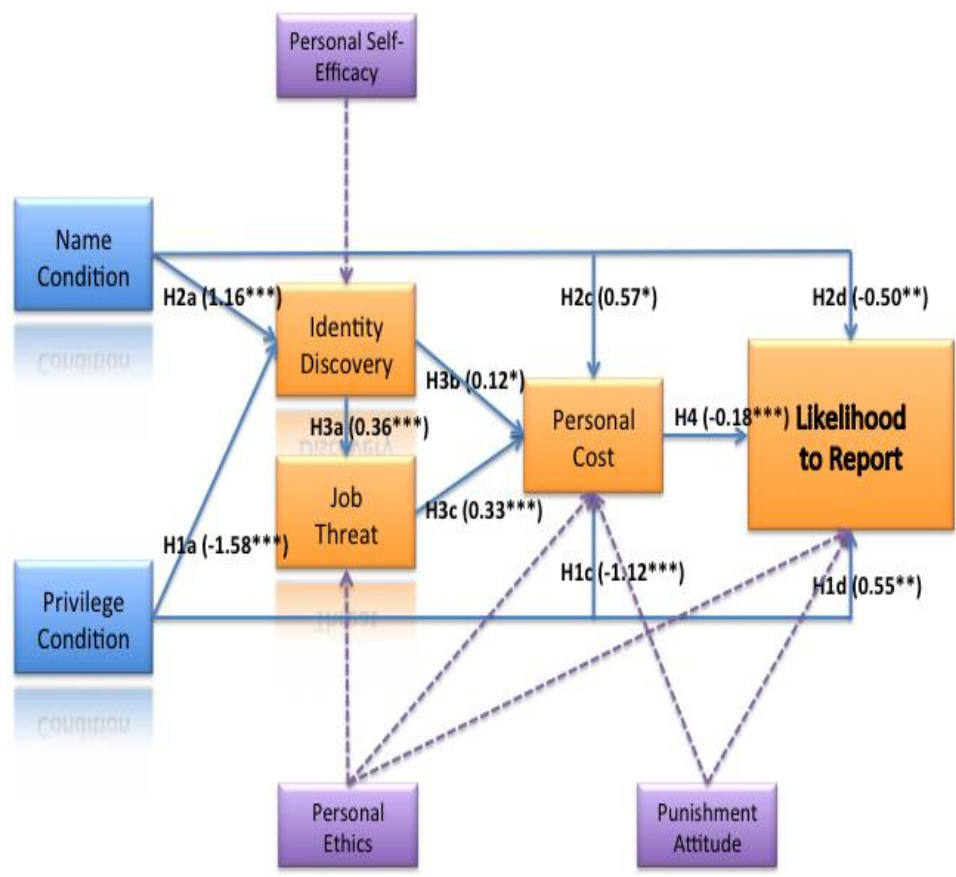 Personal Self-
Efficacy
Name
Condition
H2a (1.16***)
H2c (0.57*)
H2d (-0.50**)
Identity
Discovery
H3b (0.12*)
H3a (0.36***)
Personal
Cost
H4 (-0.18***)
Likelihood
to Report
Job
Threat
H3c (0.33***)
H1a (-1.58***)
H1c (-1.12***)
H1d (0.55**)
Privilege
Condition
Personal
Ethics
Punishment
Attitude